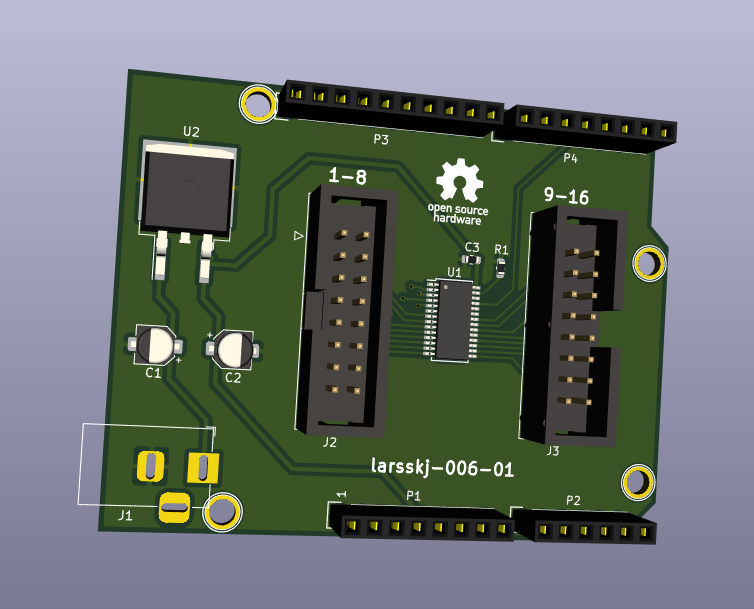 U2
P3
P4
1-8
open source
hardware
9-16
C3
R1
U1
+
+
C1
C2
J2
J3
larsskj-006-01
1
P1
P2
J1